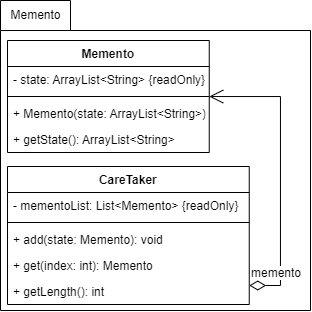 Memento
Memento
- state: ArrayList<String> {readOnly}
+ Memento(state: ArrayList<String>)
+ getState(): ArrayList<String>
CareTaker
- mementoList: List<Memento> {readOnly}
+ add(state: Memento): void
+ get(index: int): Memento
+ getLength(): int
memento